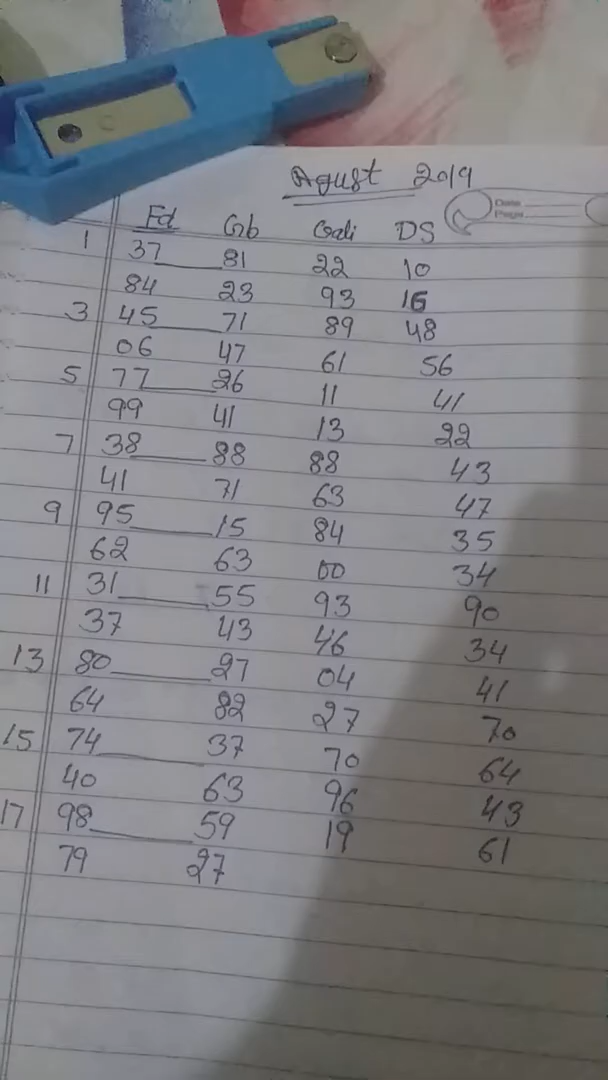 Agust 2019
Date
Page
Fd Grb Gali DS
1 37 81 22 10
84 23 93 16
3 45 71 89 48
06 47 61 56
5 77 26 11 41
99 41 13 22
7 38 88 88 43
41 71 63 47
9 95 15 84 35
62 63 00 34
11 31 55 93 90
37 43 46 34
13 80 27 04 41
64 82 27 70
15 74 37 70 64
40 63 96 43
17 98 59 19 61
79 27